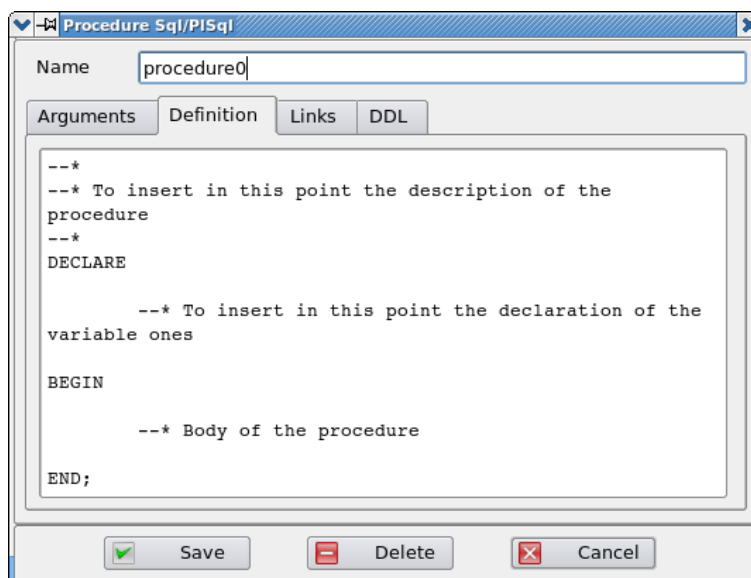 Procedure Sql/PlSql
Name procedure0
Arguments Definition Links DDL
--*
--* To insert in this point the description of the
procedure
--*
DECLARE
--* To insert in this point the declaration of the
variable ones
BEGIN
--* Body of the procedure
END;
Save Delete Cancel